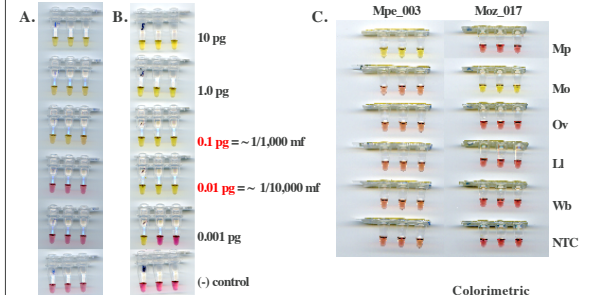 A.
B.
10 pg
1.0 pg
0.1 pg = ~ 1/1,000 mf
0.01 pg = ~ 1/10,000 mf
0.001 pg
(-) control
C.
Mpe_003 Moz_017
Mp
Mo
Ov
Ll
Wb
NTC
Colorimetric